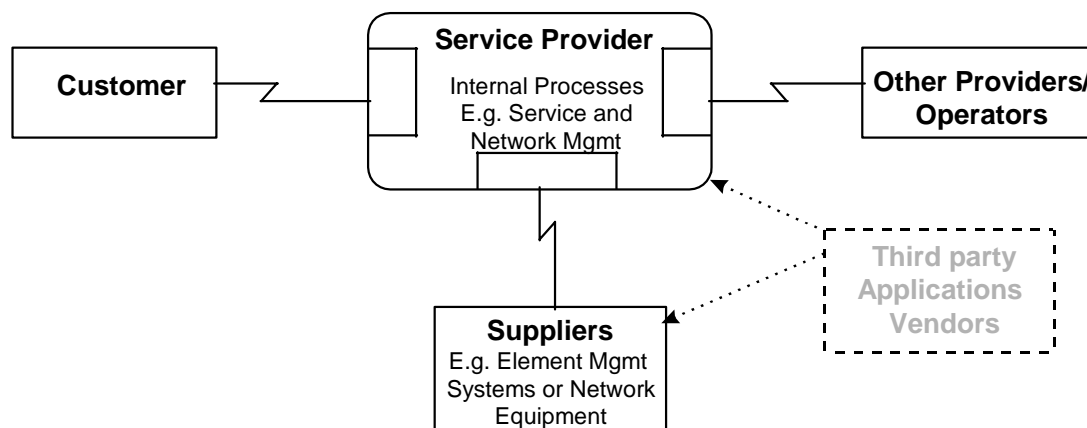 Service Provider
Internal Processes
E.g. Service and
Network Mgmt
Customer
Other Providers/
Operators
Third party
Applications
Vendors
Suppliers
E.g. Element Mgmt
Systems or Network
Equipment